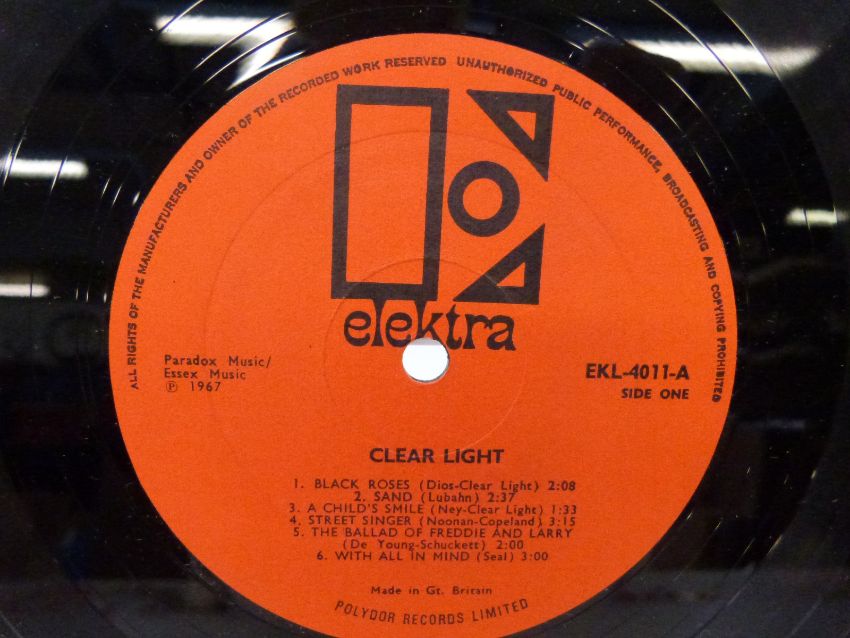 ALL RIGHTS OF THE MANUFACTURERS AND OWNER OF THE RECORDED WORK RESERVED UNAUTHORIZED PUBLIC PERFORMANCE, BROADCASTING AND COPYING PROHIBITED
elektra
Paradox Music/
Essex Music
℗ 1967
EKL-4011-A
SIDE ONE
CLEAR LIGHT
1. BLACK ROSES (Dios-Clear Light) 2:08
2. SAND (Lubahn) 2:37
3. A CHILD'S SMILE (Ney-Clear Light) 1:33
4. STREET SINGER (Noonan-Copeland) 3:15
5. THE BALLAD OF FREDDIE AND LARRY
(De Young-Schuckett) 2:00
6. WITH ALL IN MIND (Seal) 3:00
Made in Gt. Britain
POLYDOR RECORDS LIMITED